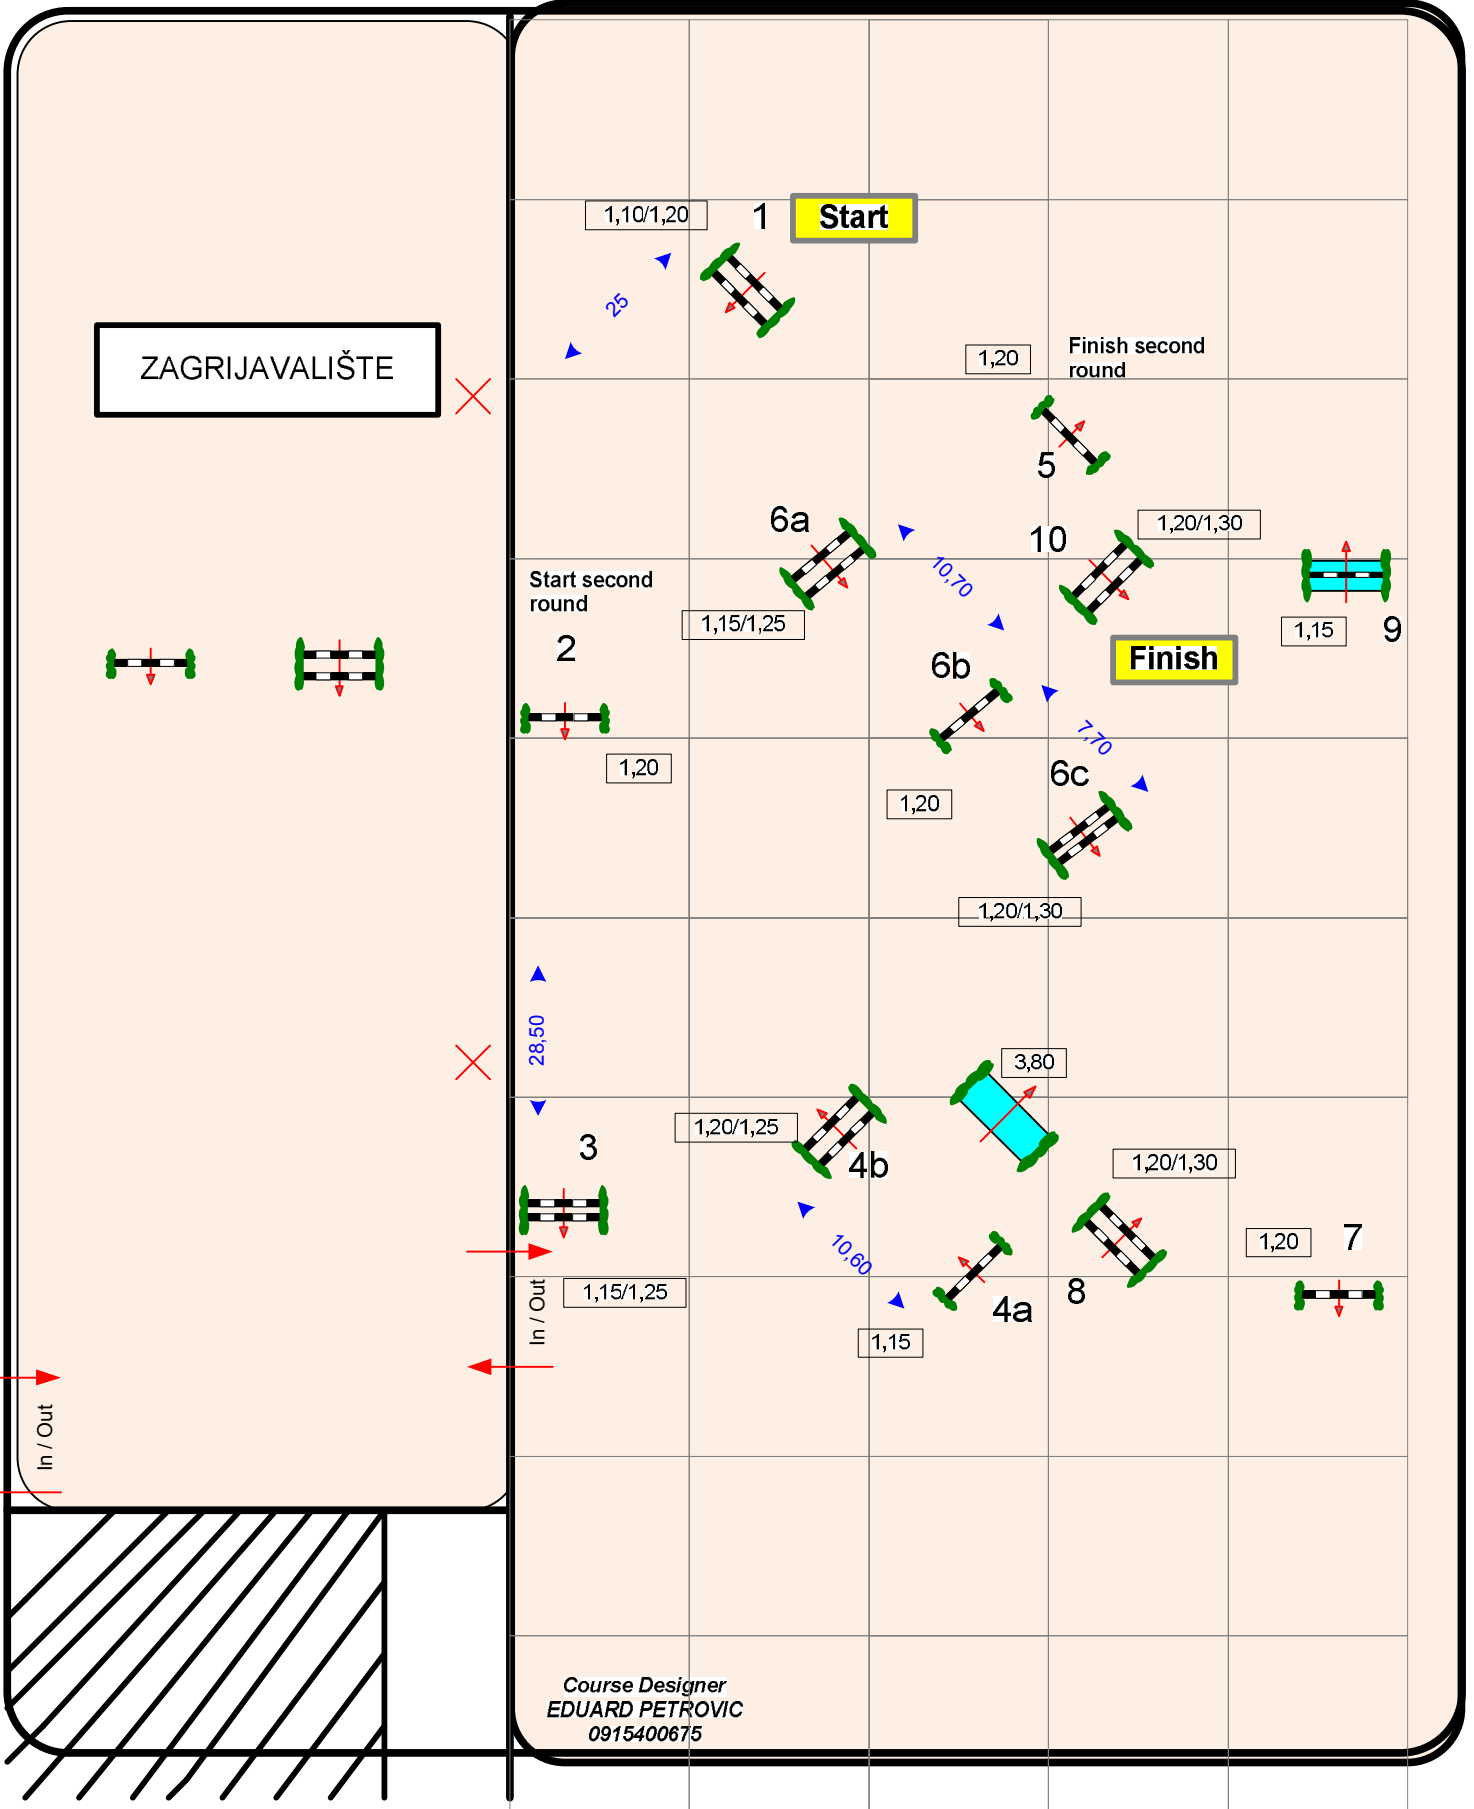 1,10/1,20
1
Start
25
ZAGRIJAVALIŠTE
1,20
Finish second
round
5
6a
10
1,20/1,30
10,70
Start second
round
1,15/1,25
1,15
9
2
6b
Finish
7,70
1,20
6c
1,20
1,20/1,30
28,50
3,80
1,20/1,25
3
4b
1,20/1,30
10,60
1,20
7
1,15/1,25
In / Out
8
4a
1,15
In / Out
Course Designer
EDUARD PETROVIC
0915400675